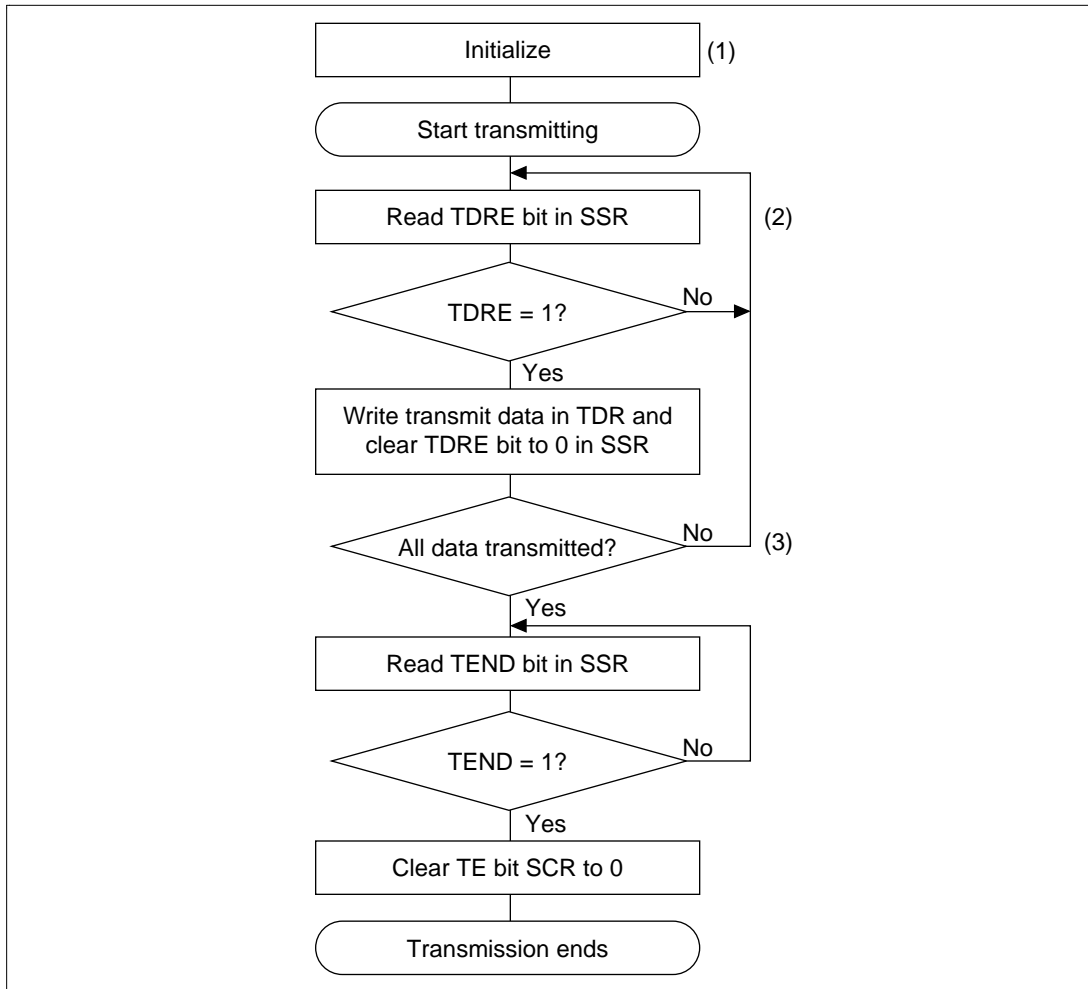 Initialize
(1)
Start transmitting
Read TDRE bit in SSR
(2)
TDRE = 1?
No
Yes
Write transmit data in TDR and
clear TDRE bit to 0 in SSR
All data transmitted?
No
(3)
Yes
Read TEND bit in SSR
TEND = 1?
No
Yes
Clear TE bit SCR to 0
Transmission ends